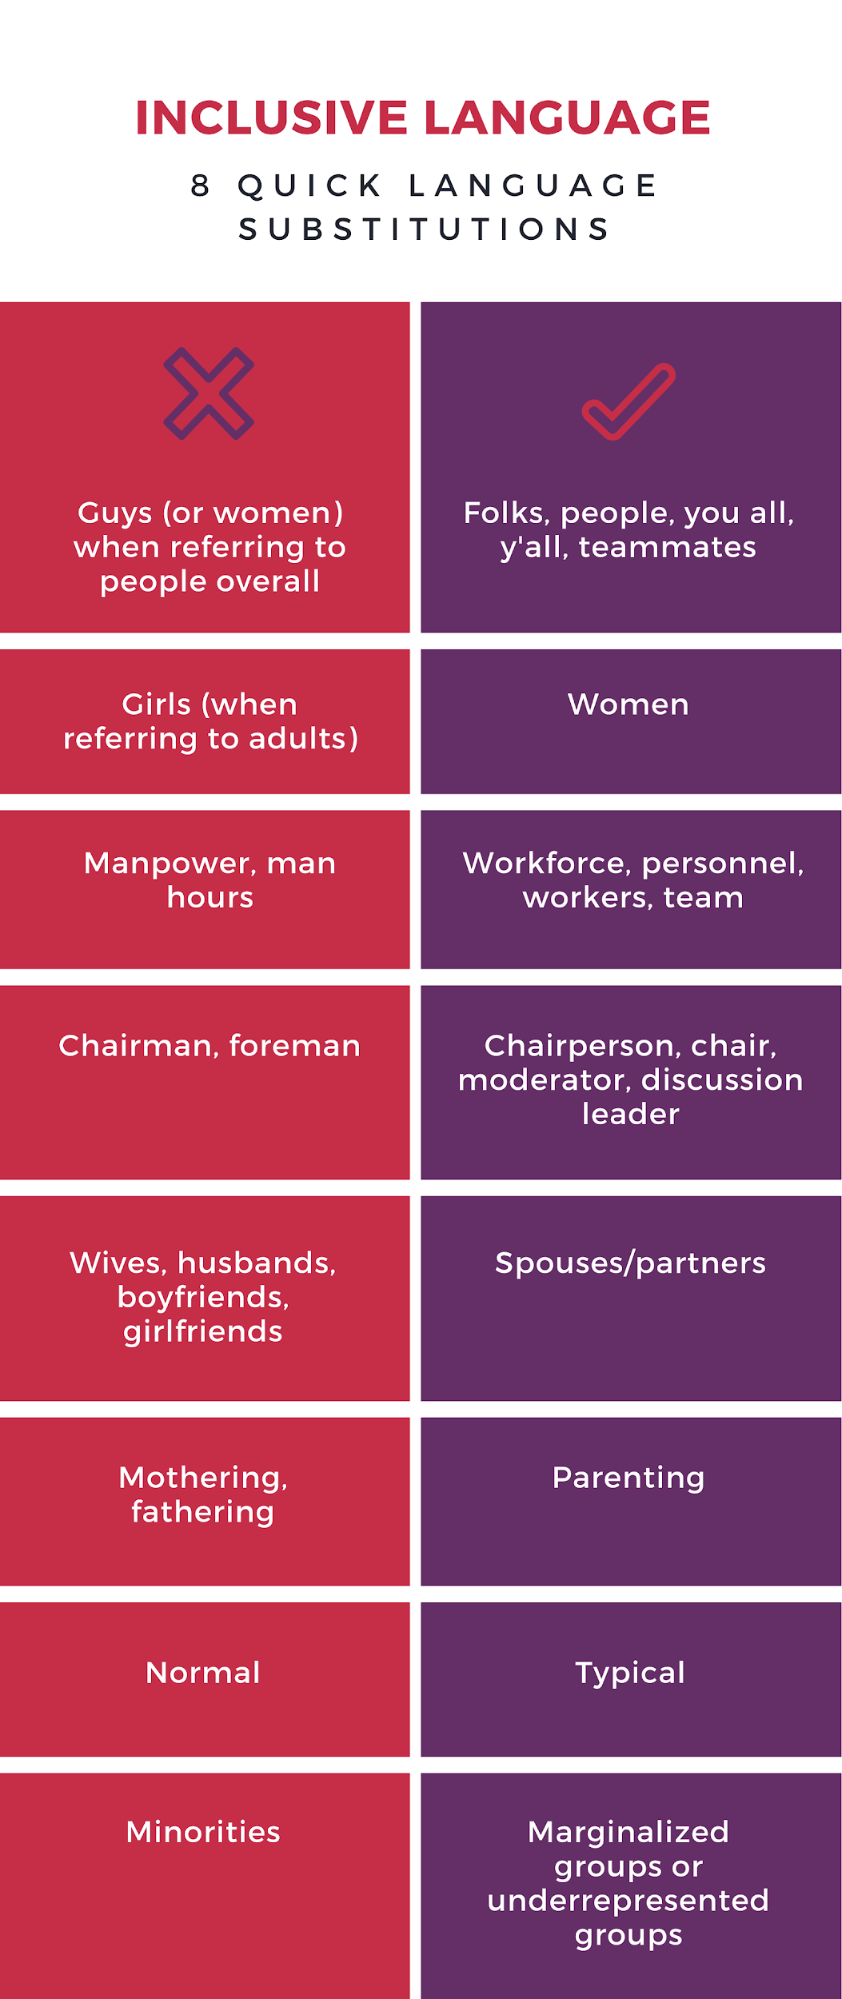 INCLUSIVE LANGUAGE
8 QUICK LANGUAGE
SUBSTITUTIONS
Guys (or women)
when referring to
people overall
Folks, people, you all,
y'all, teammates
Girls (when
referring to adults)
Women
Manpower, man
hours
Workforce, personnel,
workers, team
Chairman, foreman
Chairperson, chair,
moderator, discussion
leader
Wives, husbands,
boyfriends,
girlfriends
Spouses/partners
Mothering,
fathering
Parenting
Normal
Typical
Minorities
Marginalized
groups or
underrepresented
groups